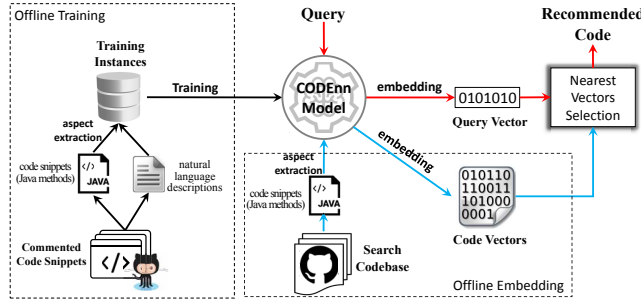 Offline Training
Training
Instances
aspect
extraction
code snippets
(Java methods)
</>
JAVA
natural
language
descriptions
Commented
Code Snippets
</>
Training
Query
CODEnn
Model
embedding
0101010
Query Vector
Recommended
Code
Nearest
Vectors
Selection
embedding
aspect
extraction
code snippets
(Java methods)
</>
JAVA
Search
Codebase
010110
110011
101000
0001
Code Vectors
Offline Embedding